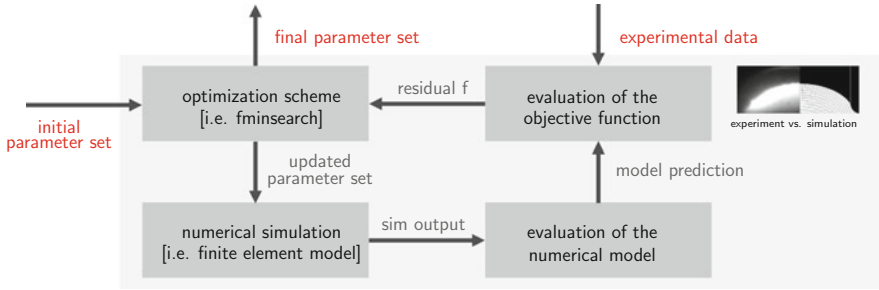 final parameter set
experimental data
optimization scheme
[i.e. fminsearch]
residual f
evaluation of the
objective function
experiment vs. simulation
initial
parameter set
updated
parameter set
model prediction
numerical simulation
[i.e. finite element model]
sim output
evaluation of the
numerical model